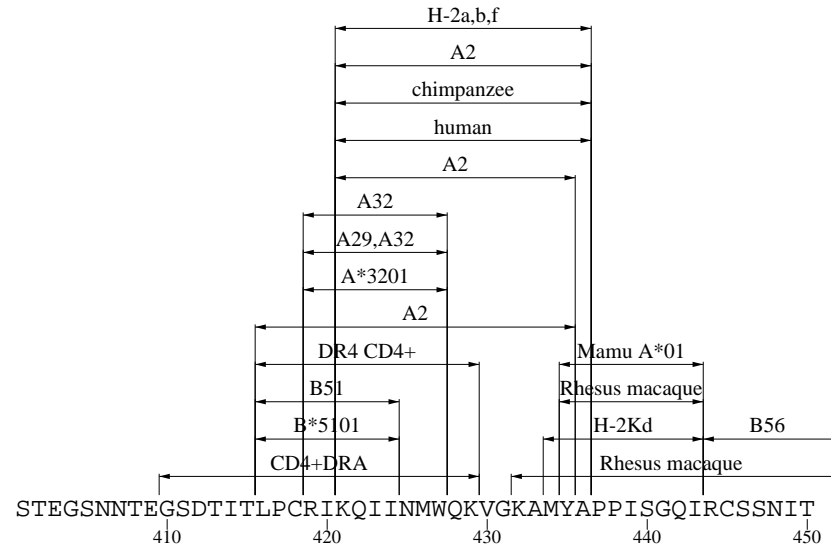 H-2a,b,f
A2
chimpanzee
human
A2
A32
A29,A32
A*3201
A2
DR4 CD4+ Mamu A*01
B51 Rhesus macaque
B*5101 H-2Kd B56
CD4+DRA Rhesus macaque
STEGSNNTEGSDTITLPCRIKQIINMWQKVGKAMYAPPISGQIRCSSNIT
410 420 430 440 450